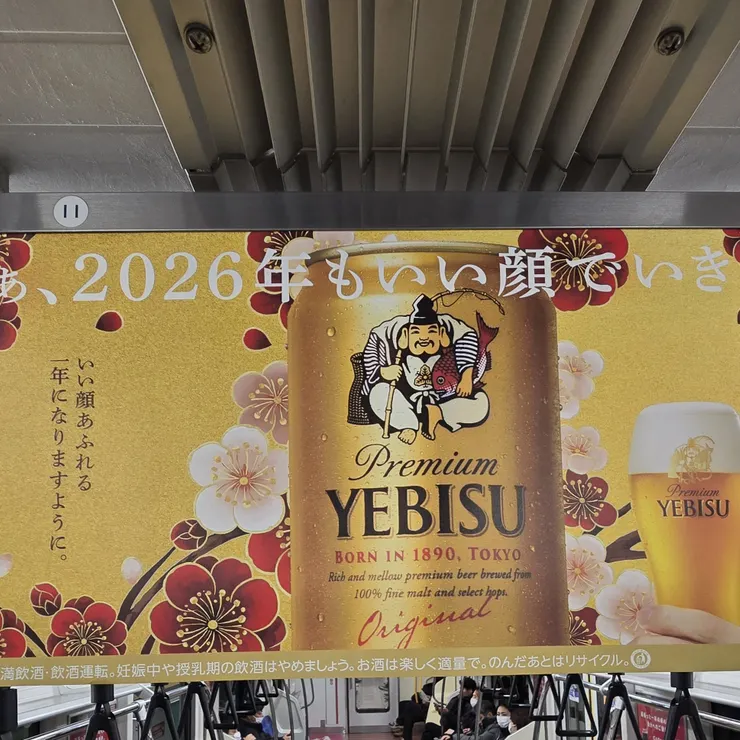 11
ぁ、2026年もいい顔でいき
いい顔あふれる
一年になりますように。
Premium
YEBISU
BORN IN 1890, TOKYO
Rich and mellow premium beer brewed from
100% fine malt and select hops.
Original
Premium
YEBISU
満飲酒・飲酒運転。妊娠中や授乳期の飲酒はやめましょう。お酒は楽しく適量で。のんだあとはリサイクル。